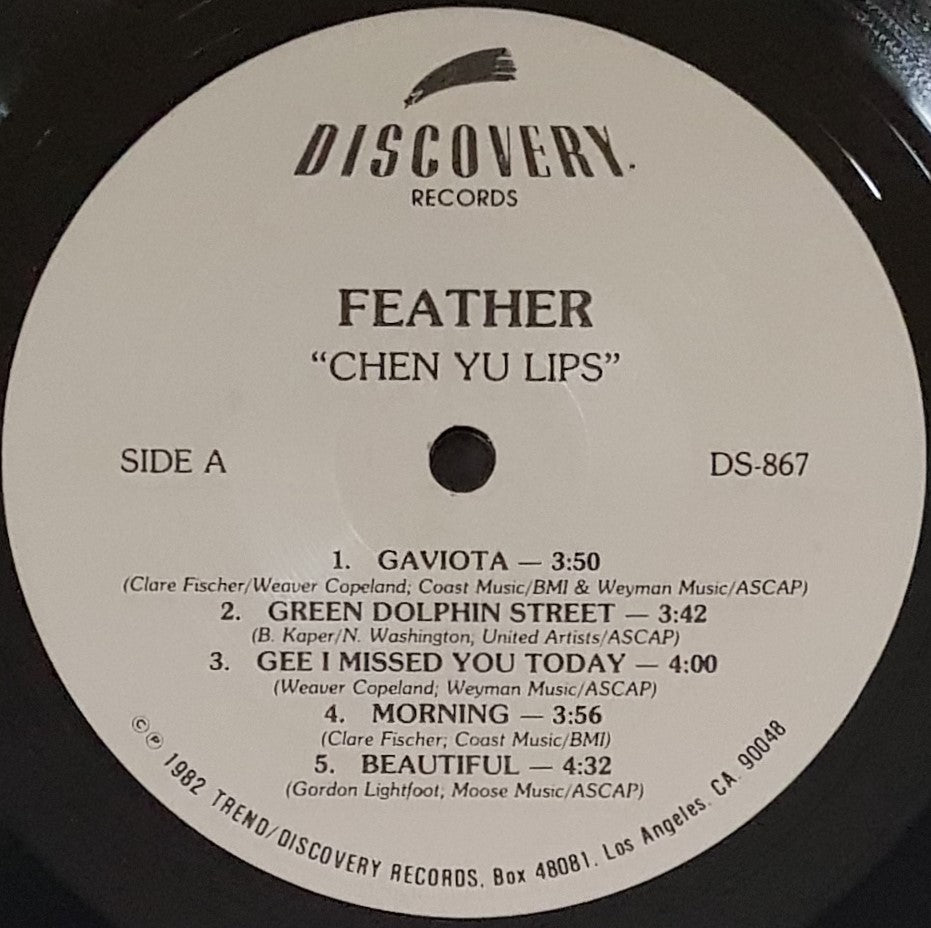 DISCOVERY.
RECORDS
FEATHER
“CHEN YU LIPS”
SIDE A
DS-867
1. GAVIOTA — 3:50
(Clare Fischer/Weaver Copeland; Coast Music/BMI & Weyman Music/ASCAP)
2. GREEN DOLPHIN STREET — 3:42
(B. Kaper/N. Washington; United Artists/ASCAP)
3. GEE I MISSED YOU TODAY — 4:00
(Weaver Copeland; Weyman Music/ASCAP)
4. MORNING — 3:56
(Clare Fischer; Coast Music/BMI)
5. BEAUTIFUL — 4:32
(Gordon Lightfoot; Moose Music/ASCAP)
©℗ 1982 TREND/DISCOVERY RECORDS, Box 48081, Los Angeles, CA. 90048